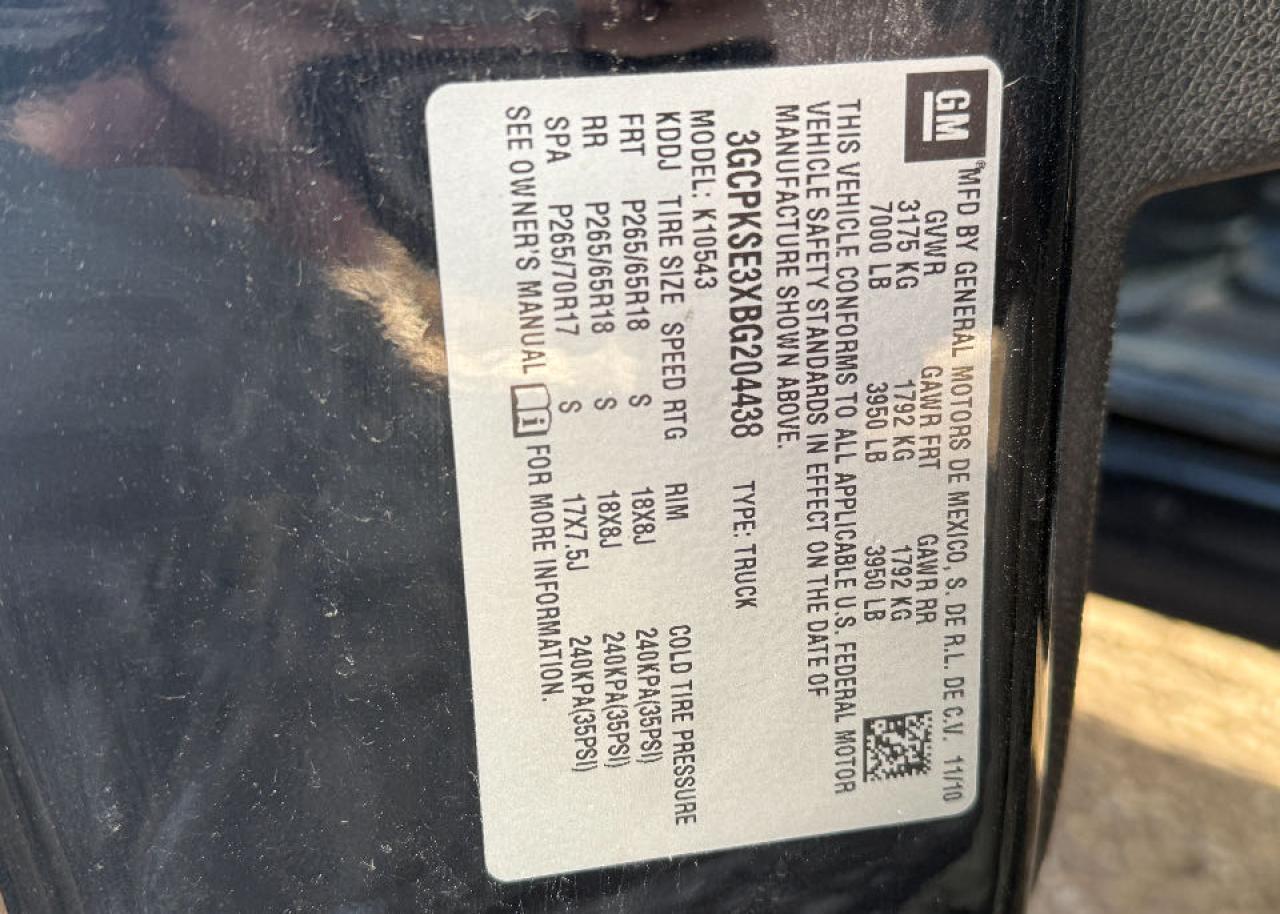 GM ® MFD BY GENERAL MOTORS DE MEXICO, S. DE R.L. DE C.V. 11/10
GVWR GAWR FRT GAWR RR
3175 KG 1792 KG 1792 KG
7000 LB 3950 LB 3950 LB
THIS VEHICLE CONFORMS TO ALL APPLICABLE U.S. FEDERAL MOTOR
VEHICLE SAFETY STANDARDS IN EFFECT ON THE DATE OF
MANUFACTURE SHOWN ABOVE.
3GCPKSE3XBG204438 TYPE: TRUCK
MODEL: K10543
KDDJ TIRE SIZE SPEED RTG RIM COLD TIRE PRESSURE
FRT P265/65R18 S 18X8J 240KPA(35PSI)
RR P265/65R18 S 18X8J 240KPA(35PSI)
SPA P265/70R17 S 17X7.5J 240KPA(35PSI)
SEE OWNER'S MANUAL i FOR MORE INFORMATION.